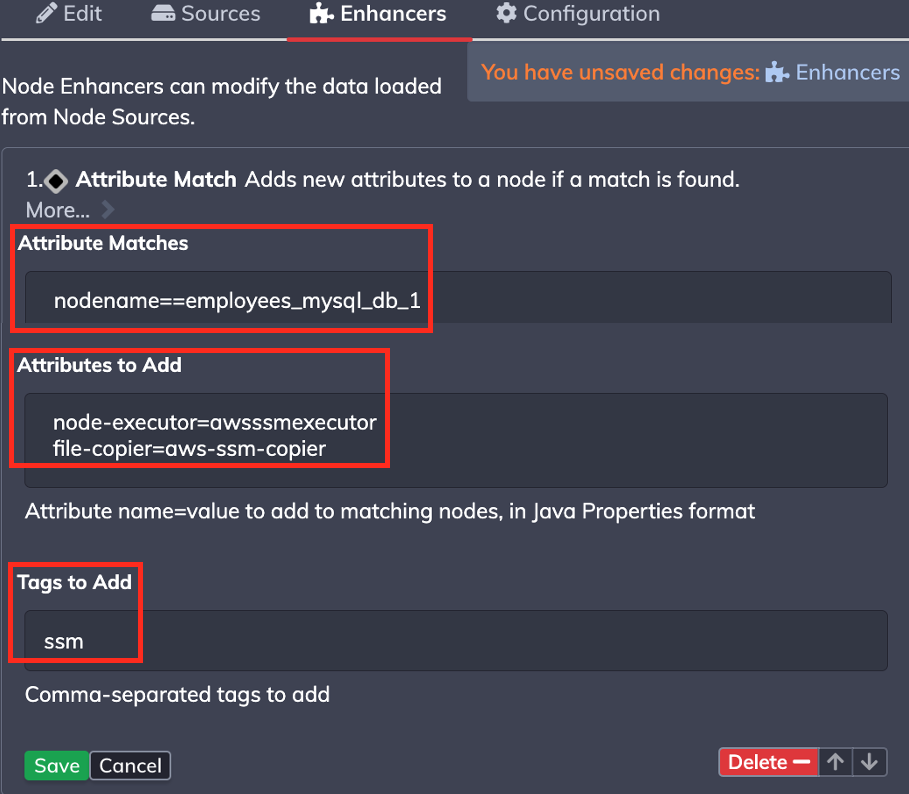 Edit Sources Enhancers Configuration
You have unsaved changes: Enhancers
Node Enhancers can modify the data loaded
from Node Sources.
1. Attribute Match Adds new attributes to a node if a match is found.
More...
Attribute Matches
nodename==employees_mysql_db_1
Attributes to Add
node-executor=awsssmexecutor
file-copier=aws-ssm-copier
Attribute name=value to add to matching nodes, in Java Properties format
Tags to Add
ssm
Comma-separated tags to add
Save Cancel Delete